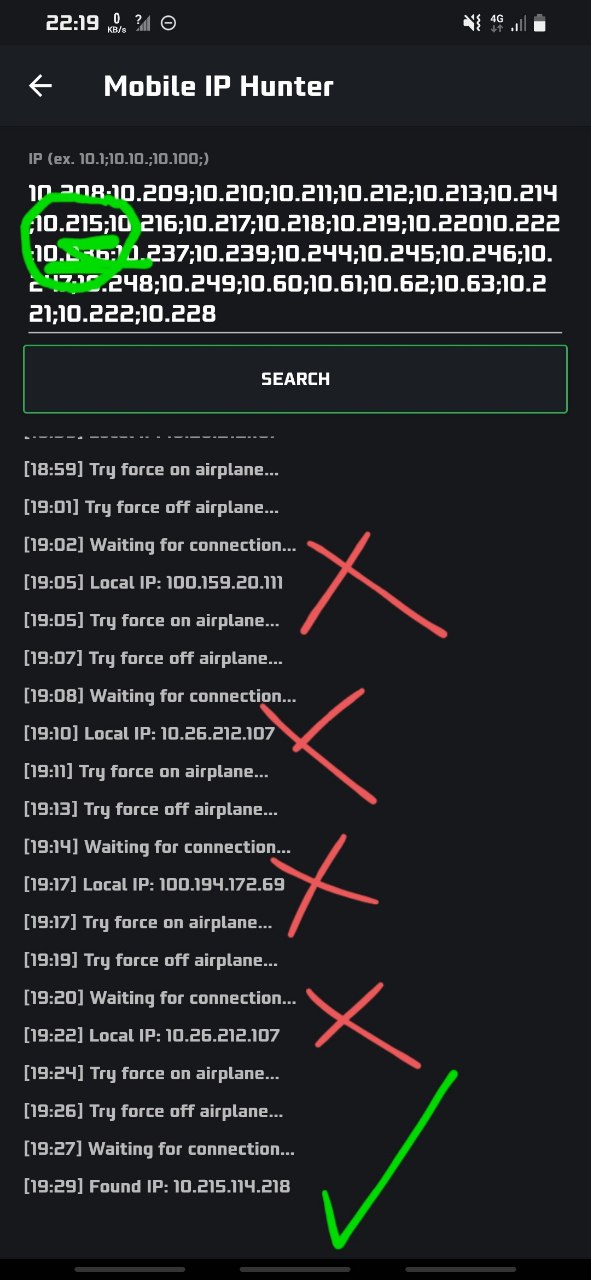 22:19 0 KB/s ? 4G
Mobile IP Hunter
IP (ex. 10.1;10.10.;10.100;)
10.208;10.209;10.210;10.211;10.212;10.213;10.214
;10.215;10.216;10.217;10.218;10.219;10.22010.222
;10.236;10.237;10.239;10.244;10.245;10.246;10.
247;10.248;10.249;10.60;10.61;10.62;10.63;10.2
21;10.222;10.228
SEARCH
[18:59] Try force on airplane...
[19:01] Try force off airplane...
[19:02] Waiting for connection...
[19:05] Local IP: 100.159.20.111
[19:05] Try force on airplane...
[19:07] Try force off airplane...
[19:08] Waiting for connection...
[19:10] Local IP: 10.26.212.107
[19:11] Try force on airplane...
[19:13] Try force off airplane...
[19:14] Waiting for connection...
[19:17] Local IP: 100.194.172.69
[19:17] Try force on airplane...
[19:19] Try force off airplane...
[19:20] Waiting for connection...
[19:22] Local IP: 10.26.212.107
[19:24] Try force on airplane...
[19:26] Try force off airplane...
[19:27] Waiting for connection...
[19:29] Found IP: 10.215.114.218